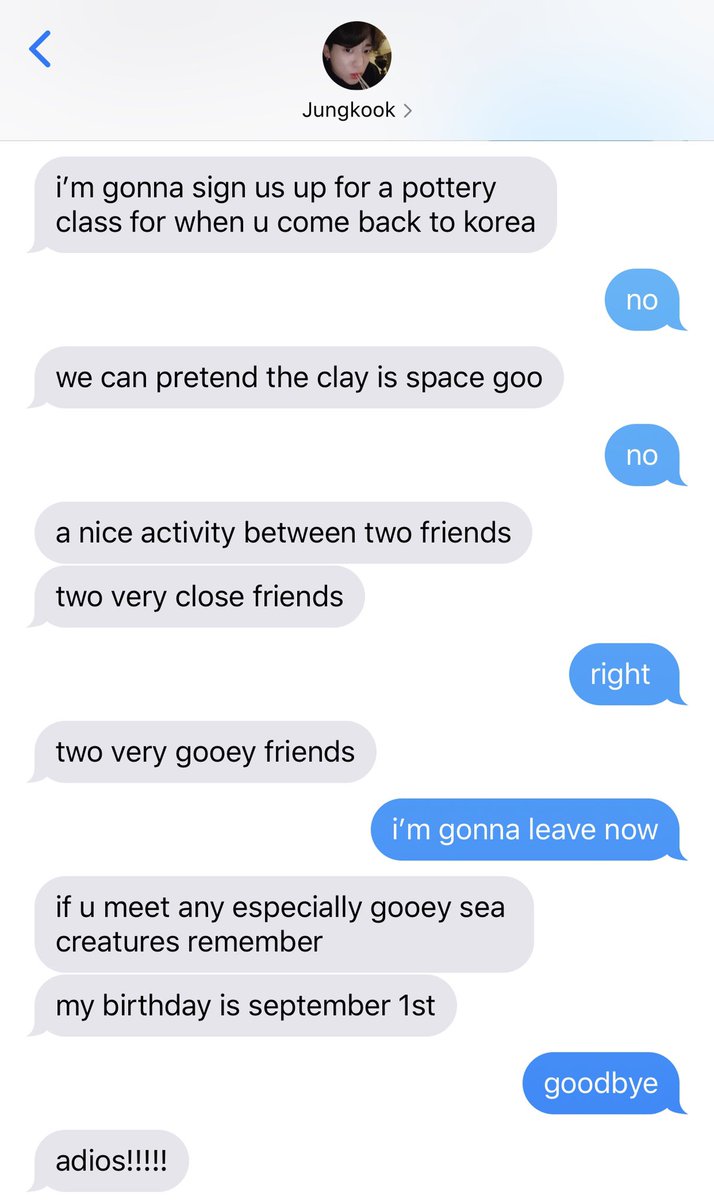 Jungkook
i’m gonna sign us up for a pottery
class for when u come back to korea
no
we can pretend the clay is space goo
no
a nice activity between two friends
two very close friends
right
two very gooey friends
i’m gonna leave now
if u meet any especially gooey sea
creatures remember
my birthday is september 1st
goodbye
adios!!!!!